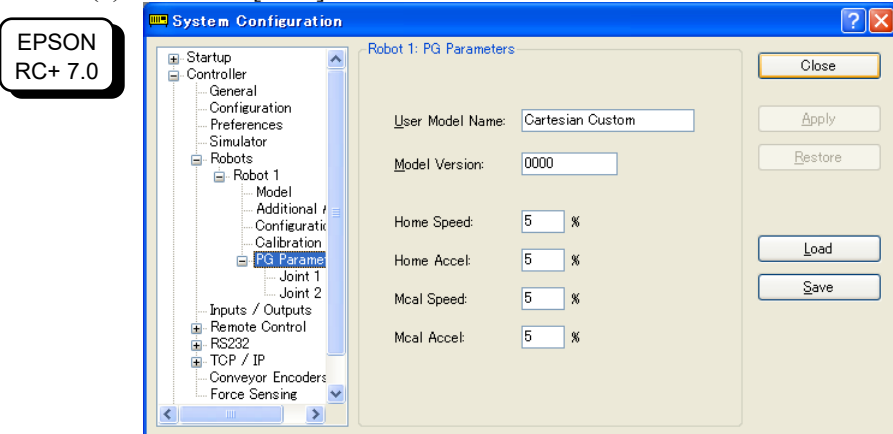 System Configuration
EPSON
RC+ 7.0
Startup
Controller
General
Configuration
Preferences
Simulator
Robots
Robot 1
Model
Additional
Configuratio
Calibration
PG Parame
Joint 1
Joint 2
Inputs / Outputs
Remote Control
RS232
TCP / IP
Conveyor Encoders
Force Sensing
Robot 1: PG Parameters
User Model Name: Cartesian Custom
Model Version: 0000
Home Speed: 5 %
Home Accel: 5 %
Mcal Speed: 5 %
Mcal Accel: 5 %
Close
Apply
Restore
Load
Save